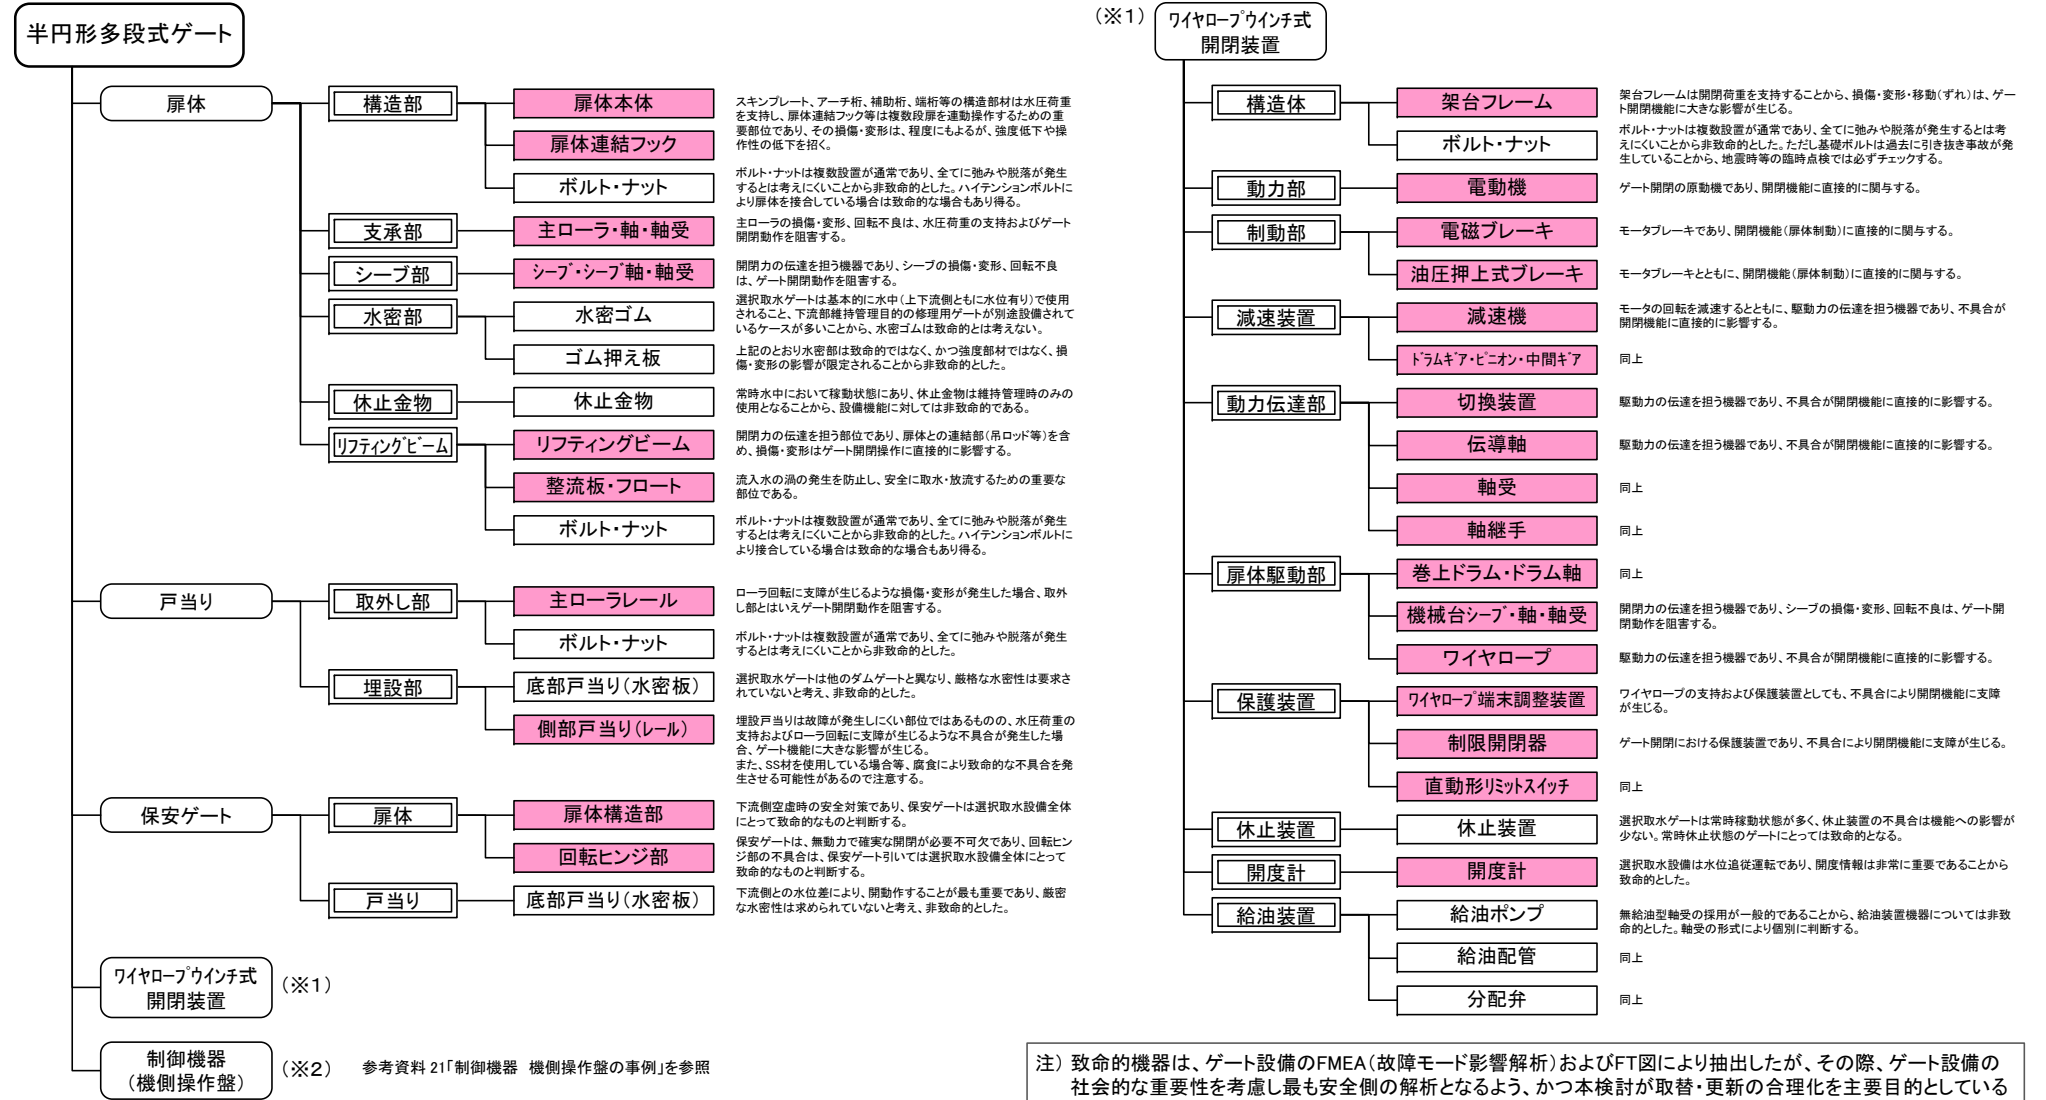 半円形多段式ゲート
扉体
構造部
扉体本体
スキンプレート、アーチ桁、補助桁、端桁等の構造部材は水圧荷重
を支持し、扉体連結フック等は複数段扉を連動操作するための重
要部位であり、その損傷・変形は、程度にもよるが、強度低下や操
作性の低下を招く。
扉体連結フック
ボルト・ナット
ボルト・ナットは複数設置が通常であり、全てに弛みや脱落が発生
するとは考えにくいことから非致命的とした。ハイテンションボルトに
より扉体を接合している場合は致命的な場合もあり得る。
支承部
主ローラ・軸・軸受
主ローラの損傷・変形、回転不良は、水圧荷重の支持およびゲート
開閉動作を阻害する。
シーブ部
シーブ・シーブ軸・軸受
開閉力の伝達を担う機器であり、シーブの損傷・変形、回転不良
は、ゲート開閉動作を阻害する。
水密部
水密ゴム
選択取水ゲートは基本的に水中（上下流側ともに水位有り）で使用
されること、下流部維持管理目的の修理用ゲートが別途設備されて
いるケースが多いことから、水密ゴムは致命的とは考えない。
ゴム押え板
上記のとおり水密部は致命的ではなく、かつ強度部材ではなく、損
傷・変形の影響が限定されることから非致命的とした。
休止金物
休止金物
常時水中において稼動状態にあり、休止金物は維持管理時のみの
使用となることから、設備機能に対しては非致命的である。
リフティングビーム
リフティングビーム
開閉力の伝達を担う部位であり、扉体との連結部（吊ロッド等）を含
め、損傷・変形はゲート開閉操作に直接的に影響する。
整流板・フロート
流入水の渦の発生を防止し、安全に取水・放流するための重要な
部位である。
ボルト・ナット
ボルト・ナットは複数設置が通常であり、全てに弛みや脱落が発生
するとは考えにくいことから非致命的とした。ハイテンションボルトに
より接合している場合は致命的な場合もあり得る。
戸当り
取外し部
主ローラレール
ローラ回転に支障が生じるような損傷・変形が発生した場合、取外
し部とはいえゲート開閉動作を阻害する。
ボルト・ナット
ボルト・ナットは複数設置が通常であり、全てに弛みや脱落が発生
するとは考えにくいことから非致命的とした。
埋設部
底部戸当り（水密板）
選択取水ゲートは他のダムゲートと異なり、厳格な水密性は要求さ
れていないと考え、非致命的とした。
側部戸当り（レール）
埋設戸当りは故障が発生しにくい部位ではあるものの、水圧荷重の
支持およびローラ回転に支障が生じるような不具合が発生した場
合、ゲート機能に大きな影響が生じる。
また、SS材を使用している場合等、腐食により致命的な不具合を発
生させる可能性があるので注意する。
保安ゲート
扉体
扉体構造部
下流側空虚時の安全対策であり、保安ゲートは選択取水設備全体
にとって致命的なものと判断する。
回転ヒンジ部
保安ゲートは、無動力で確実な開閉が必要不可欠であり、回転ヒン
ジ部の不具合は、保安ゲート引いては選択取水設備全体にとって
致命的なものと判断する。
戸当り
底部戸当り（水密板）
下流側との水位差により、開動作することが最も重要であり、厳密
な水密性は求められていないと考え、非致命的とした。
ワイヤロープウインチ式
開閉装置
（※1）
制御機器
（機側操作盤）
（※2） 参考資料 21「制御機器 機側操作盤の事例」を参照
（※1）
ワイヤロープウインチ式
開閉装置
構造体
架台フレーム
架台フレームは開閉荷重を支持することから、損傷・変形・移動（ずれ）は、ゲー
ト開閉機能に大きな影響が生じる。
ボルト・ナット
ボルト・ナットは複数設置が通常であり、全てに弛みや脱落が発生するとは考
えにくいことから非致命的とした。ただし基礎ボルトは過去に引き抜き事故が発
生していることから、地震時等の臨時点検では必ずチェックする。
動力部
電動機
ゲート開閉の原動機であり、開閉機能に直接的に関与する。
制動部
電磁ブレーキ
モータブレーキであり、開閉機能（扉体制動）に直接的に関与する。
油圧押上式ブレーキ
モータブレーキとともに、開閉機能（扉体制動）に直接的に関与する。
減速装置
減速機
モータの回転を減速するとともに、駆動力の伝達を担う機器であり、不具合が
開閉機能に直接的に影響する。
ドラムギア・ピニオン・中間ギア
同上
動力伝達部
切換装置
駆動力の伝達を担う機器であり、不具合が開閉機能に直接的に影響する。
伝導軸
駆動力の伝達を担う機器であり、不具合が開閉機能に直接的に影響する。
軸受
同上
軸継手
同上
扉体駆動部
巻上ドラム・ドラム軸
同上
機械台シーブ・軸・軸受
開閉力の伝達を担う機器であり、シーブの損傷・変形、回転不良は、ゲート開
閉動作を阻害する。
ワイヤロープ
駆動力の伝達を担う機器であり、不具合が開閉機能に直接的に影響する。
保護装置
ワイヤロープ端末調整装置
ワイヤロープの支持および保護装置としても、不具合により開閉機能に支障
が生じる。
制限開閉器
ゲート開閉における保護装置であり、不具合により開閉機能に支障が生じる。
直動形リミットスイッチ
同上
休止装置
休止装置
選択取水ゲートは常時稼動状態が多く、休止装置の不具合は機能への影響が
少ない。常時休止状態のゲートにとっては致命的となる。
開度計
開度計
選択取水設備は水位追従運転であり、開度情報は非常に重要であることから
致命的とした。
給油装置
給油ポンプ
無給油型軸受の採用が一般的であることから、給油装置機器については非致
命的とした。軸受の形式により個別に判断する。
給油配管
同上
分配弁
同上
注） 致命的機器は、ゲート設備のFMEA（故障モード影響解析）およびFT図により抽出したが、その際、ゲート設備の
社会的な重要性を考慮し最も安全側の解析となるよう、かつ本検討が取替・更新の合理化を主要目的としている